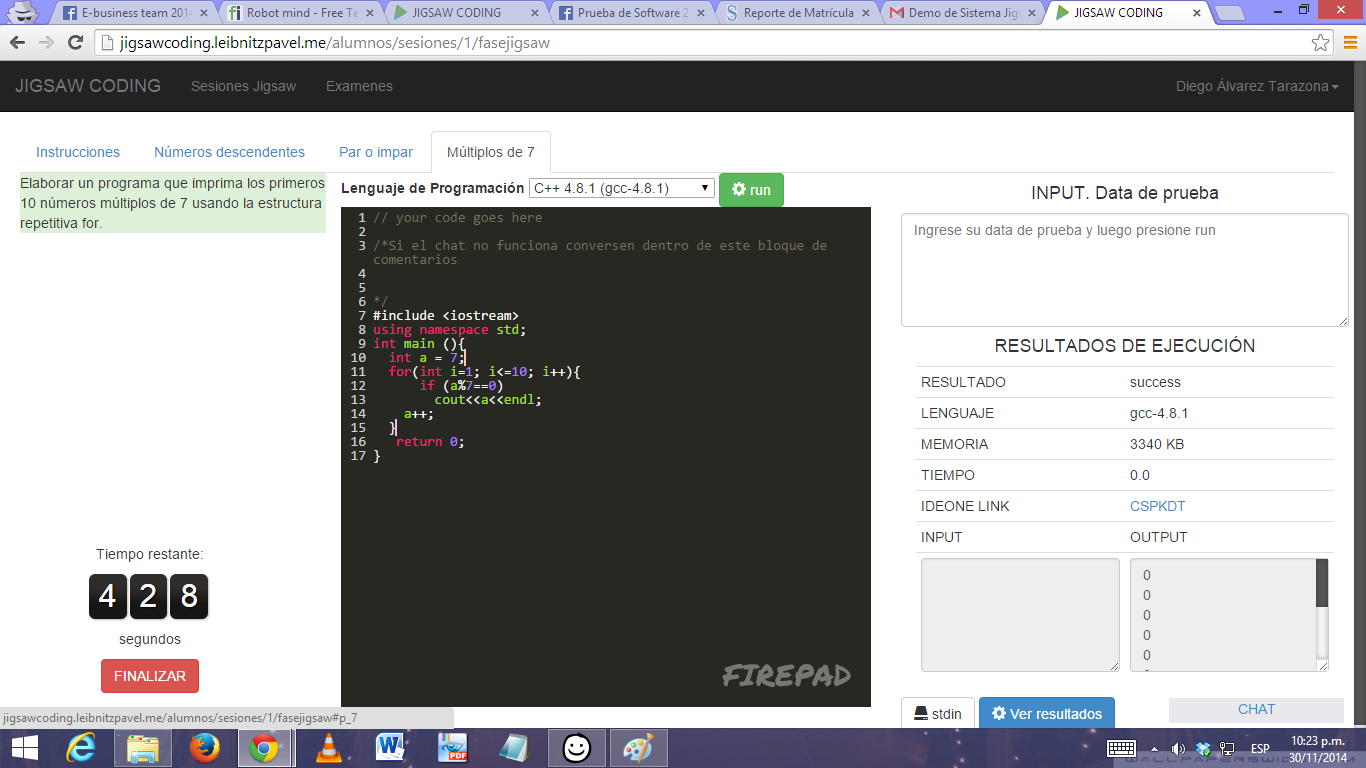 E-business team 2014
Robot mind - Free Te
JIGSAW CODING
Prueba de Software 2
Reporte de Matrícula
Demo de Sistema Jigs
JIGSAW CODING
jigsawcoding.leibnitzpavel.me/alumnos/sesiones/1/fasejigsaw
JIGSAW CODING Sesiones Jigsaw Examenes Diego Álvarez Tarazona
Instrucciones Números descendentes Par o impar Múltiplos de 7
Elaborar un programa que imprima los primeros
10 números múltiplos de 7 usando la estructura
repetitiva for.
Lenguaje de Programación C++ 4.8.1 (gcc-4.8.1) run
1 // your code goes here
2
3 /*Si el chat no funciona conversen dentro de este bloque de
comentarios
4
5
6 */
7 #include <iostream>
8 using namespace std;
9 int main (){
10 int a = 7;
11 for(int i=1; i<=10; i++){
12 if (a%7==0)
13 cout<<a<<endl;
14 a++;
15 }
16 return 0;
17 }
FIREPAD
Tiempo restante:
4 2 8
segundos
FINALIZAR
INPUT. Data de prueba
Ingrese su data de prueba y luego presione run
RESULTADOS DE EJECUCIÓN
RESULTADO success
LENGUAJE gcc-4.8.1
MEMORIA 3340 KB
TIEMPO 0.0
IDEONE LINK CSPKDT
INPUT OUTPUT
0
0
0
0
0
stdin Ver resultados CHAT
jigsawcoding.leibnitzpavel.me/alumnos/sesiones/1/fasejigsaw#p_7
ESP
10:23 p.m.
30/11/2014